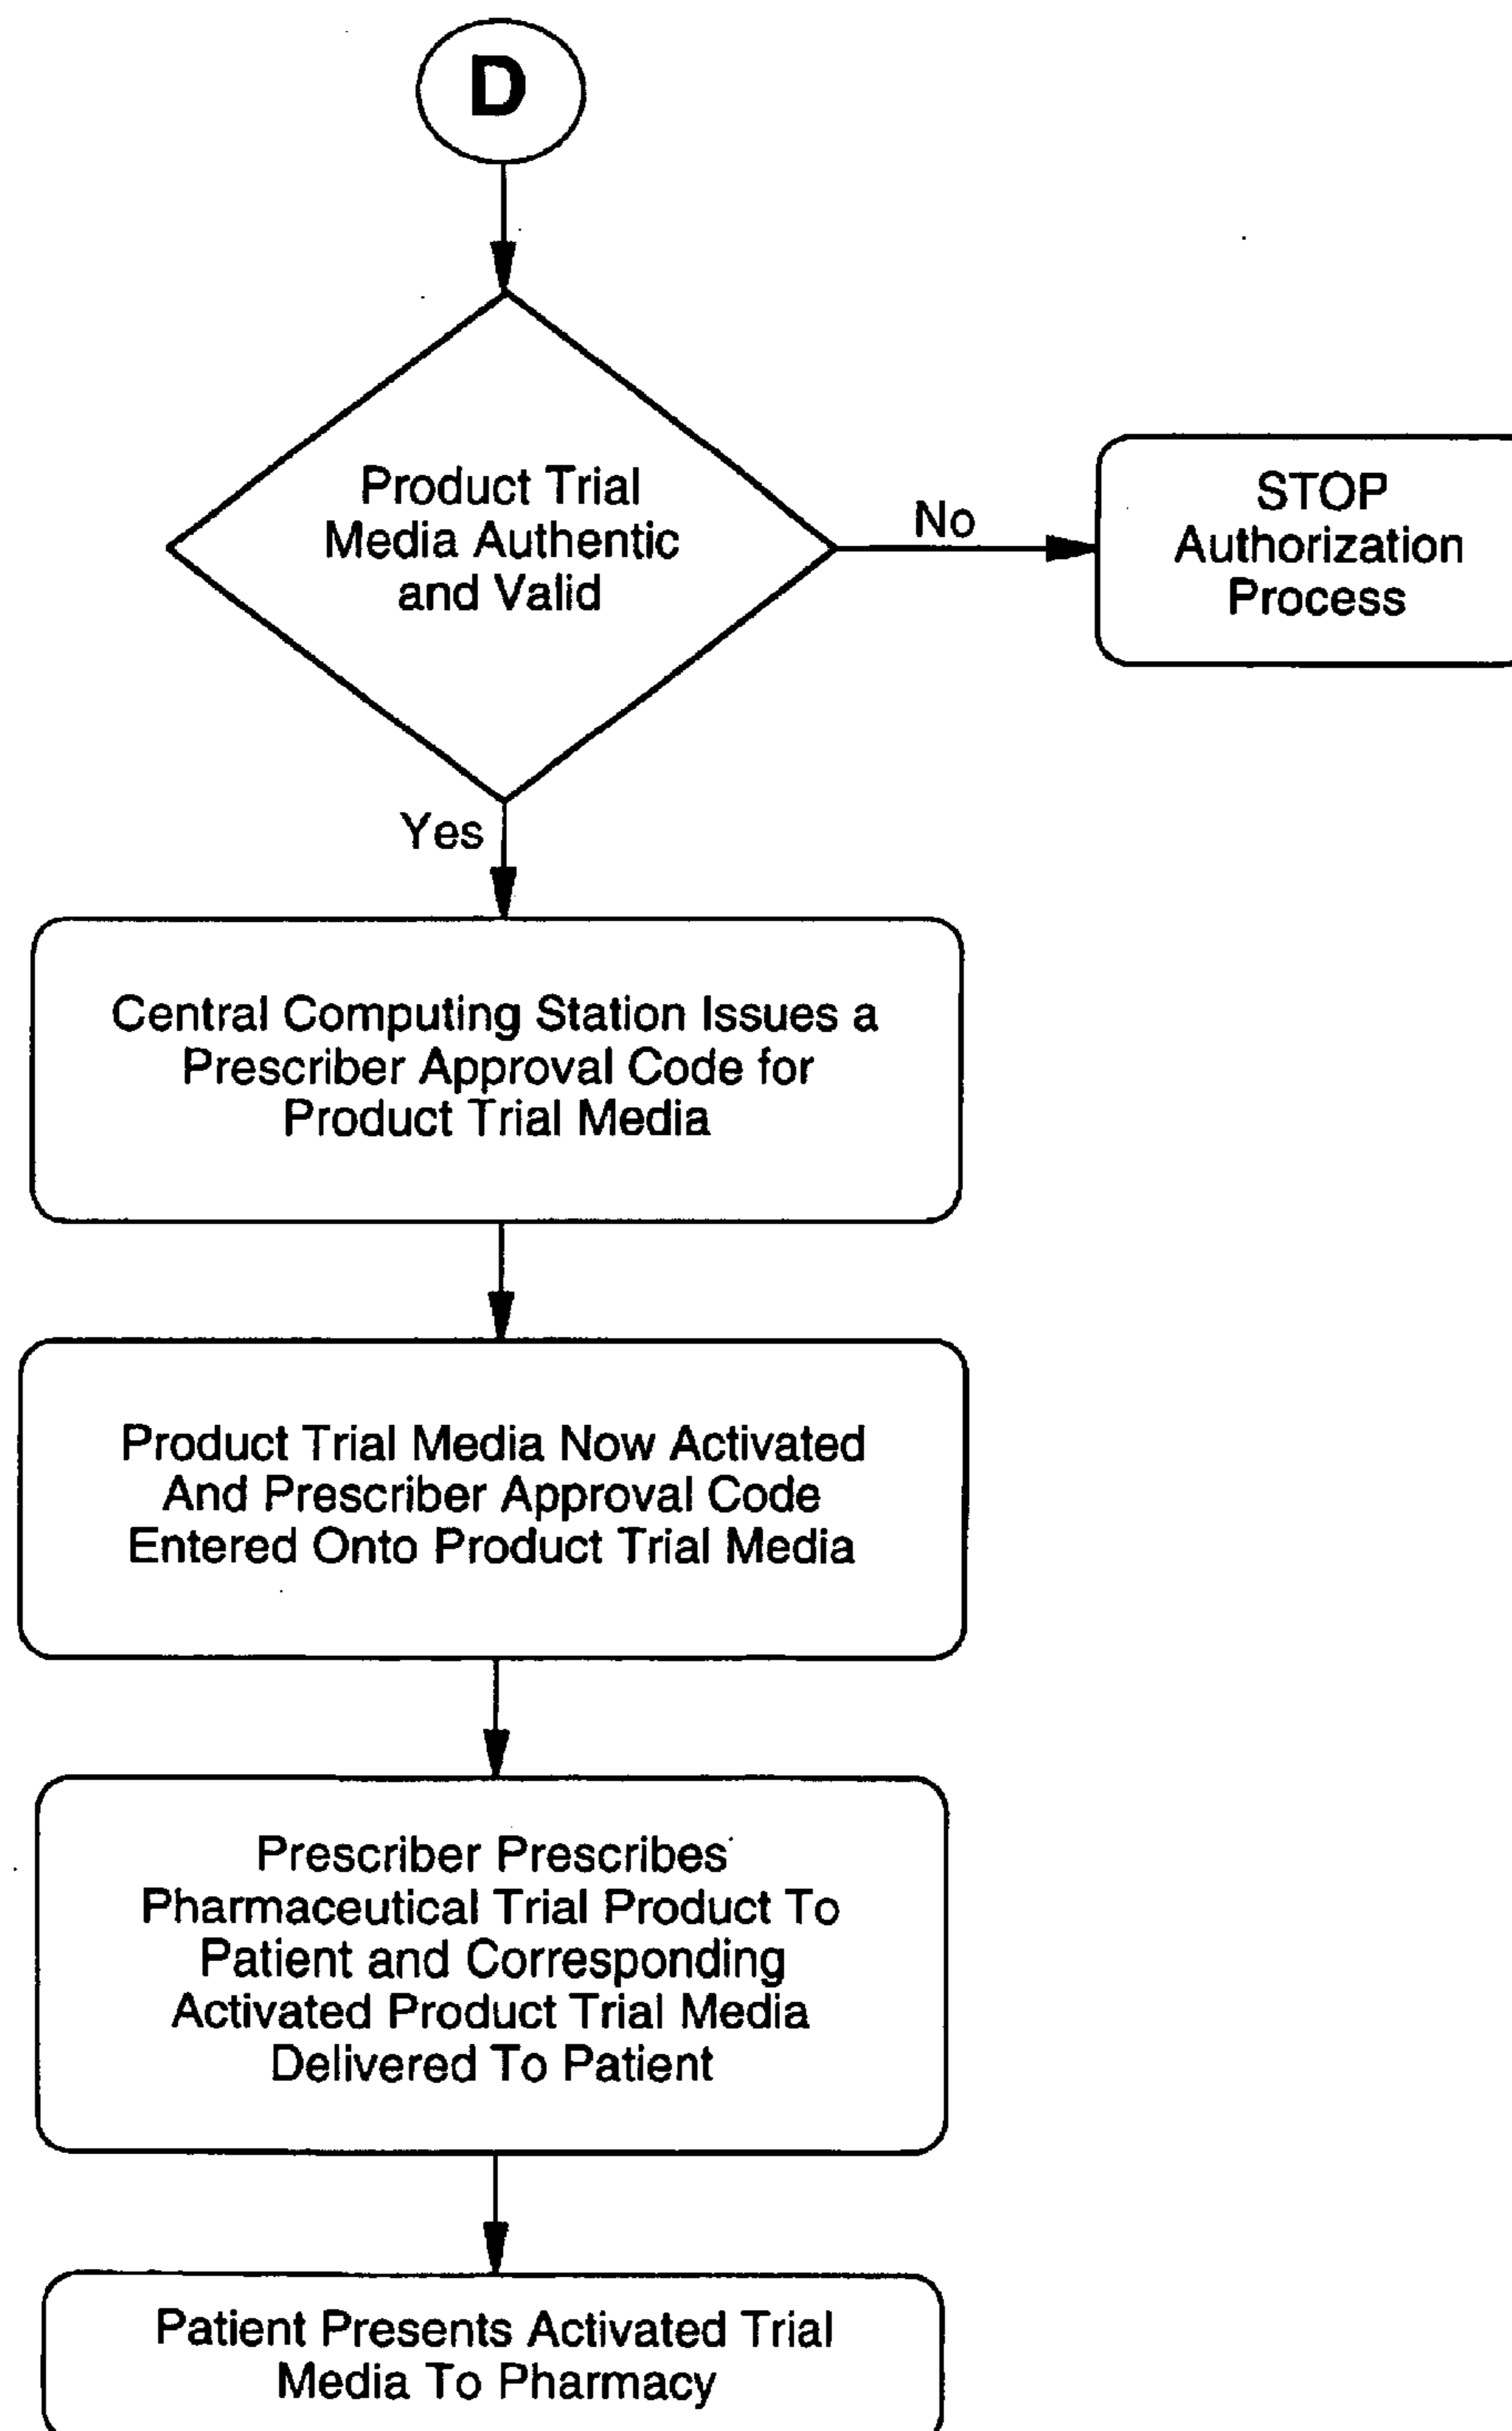 D
Product Trial
Media Authentic
and Valid
No
STOP
Authorization
Process
Yes
Central Computing Station Issues a
Prescriber Approval Code for
Product Trial Media
Product Trial Media Now Activated
And Prescriber Approval Code
Entered Onto Product Trial Media
Prescriber Prescribes
Pharmaceutical Trial Product To
Patient and Corresponding
Activated Product Trial Media
Delivered To Patient
Patient Presents Activated Trial
Media To Pharmacy